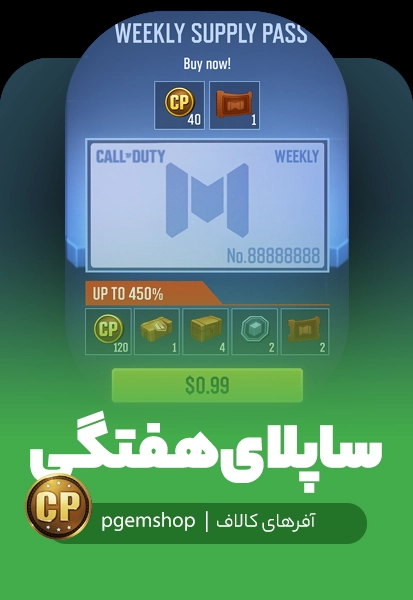 WEEKLY SUPPLY PASS
Buy now!
CP 40 1
CALL OF DUTY WEEKLY
No.88888888
UP TO 450%
CP 120 1 4 2 2
$0.99
ساپلای هفتگی
CP
آفرهای کالاف | pgemshop